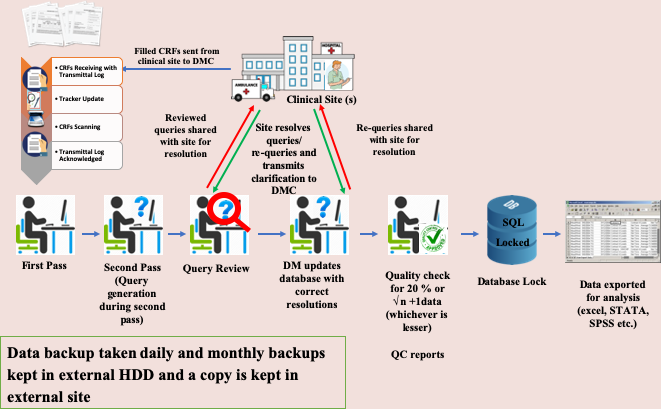 Filled CRFs sent from
clinical site to DMC
• CRFs Receiving with
Transmittal Log
• Tracker Update
• CRFs Scanning
• Transmittal Log
Acknowledged
HOSPITAL
AMBULANCE
Clinical Site (s)
Reviewed
queries shared
with site for
resolution
Site resolves
queries/
re-queries and
transmits
clarification to
DMC
Re-queries shared
with site for
resolution
First Pass
Second Pass
(Query
generation
during second
pass)
Query Review
DM updates
database with
correct
resolutions
Quality check
for 20 % or
√n +1data
(whichever is
lesser)
QC reports
SQL
Locked
Database Lock
Data exported
for analysis
(excel, STATA,
SPSS etc.)
Data backup taken daily and monthly backups
kept in external HDD and a copy is kept in
external site